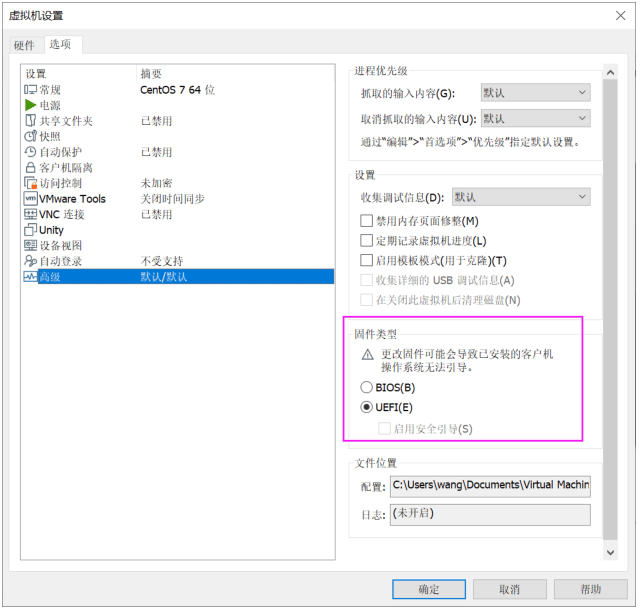 虚拟机设置
硬件 选项
设置 摘要
常规 CentOS 7 64 位
电源
共享文件夹 已禁用
快照
自动保护 已禁用
客户机隔离
访问控制 未加密
vm VMware Tools 关闭时间同步
VNC 连接 已禁用
Unity
设备视图
自动登录 不受支持
高级 默认/默认
进程优先级
抓取的输入内容(G): 默认
取消抓取的输入内容(U): 默认
通过“编辑”>“首选项”>“优先级”指定默认设置。
设置
收集调试信息(D): 默认
禁用内存页面修整(M)
定期记录虚拟机进度(L)
启用模板模式(用于克隆)(T)
收集详细的 USB 调试信息(A)
在关闭此虚拟机后清理磁盘(N)
固件类型
更改固件可能会导致已安装的客户机
操作系统无法引导。
BIOS(B)
UEFI(E)
启用安全引导(S)
文件位置
配置: C:\Users\wang\Documents\Virtual Machin
日志: (未开启)
确定 取消 帮助